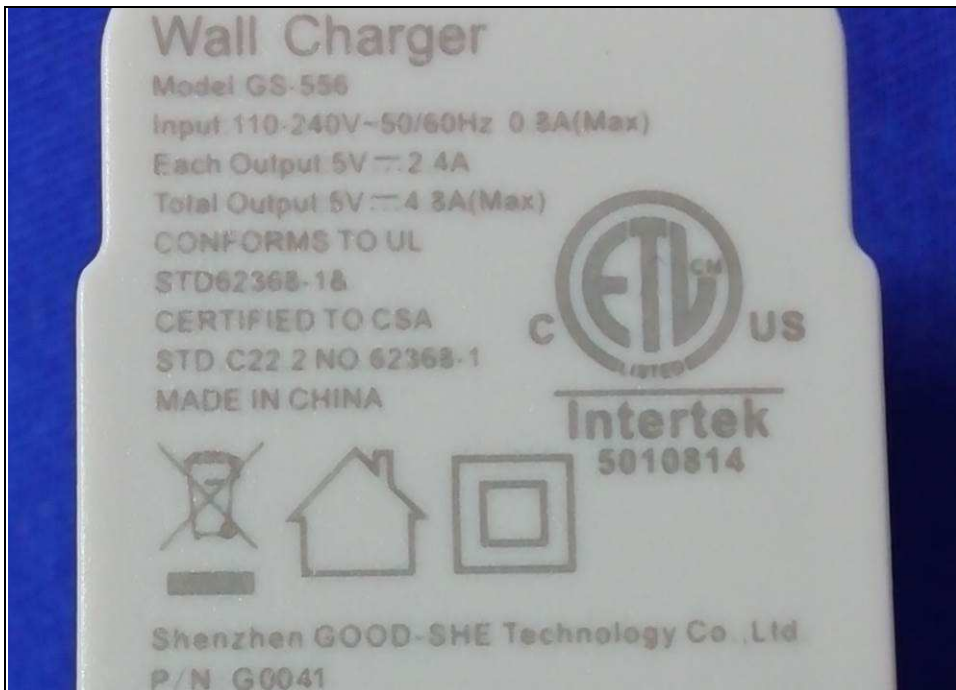 Wall Charger
Model GS-556
Input 110-240V~50/60Hz 0.8A(Max)
Each Output 5V⎓2.4A
Total Output 5V⎓4.8A(Max)
CONFORMS TO UL
STD62368-1&
CERTIFIED TO CSA
STD.C22.2 NO.62368-1
MADE IN CHINA
C ETL CM US
LISTED
Intertek
5010814
Shenzhen GOOD-SHE Technology Co.,Ltd
P/N G0041